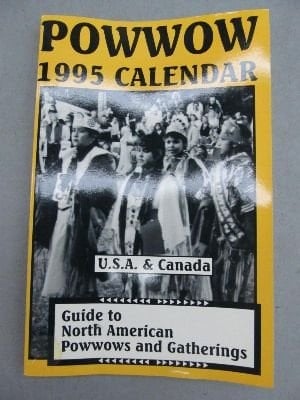 POWWOW
1995 CALENDAR
U.S.A. & Canada
Guide to
North American
Powwows and Gatherings